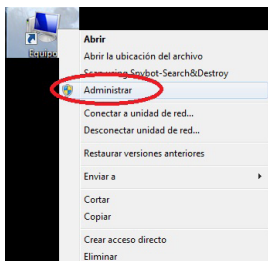 Equipo
Abrir
Abrir la ubicación del archivo
Scan using Spybot-Search&Destroy
Administrar
Conectar a unidad de red...
Desconectar unidad de red...
Restaurar versiones anteriores
Enviar a
Cortar
Copiar
Crear acceso directo
Eliminar